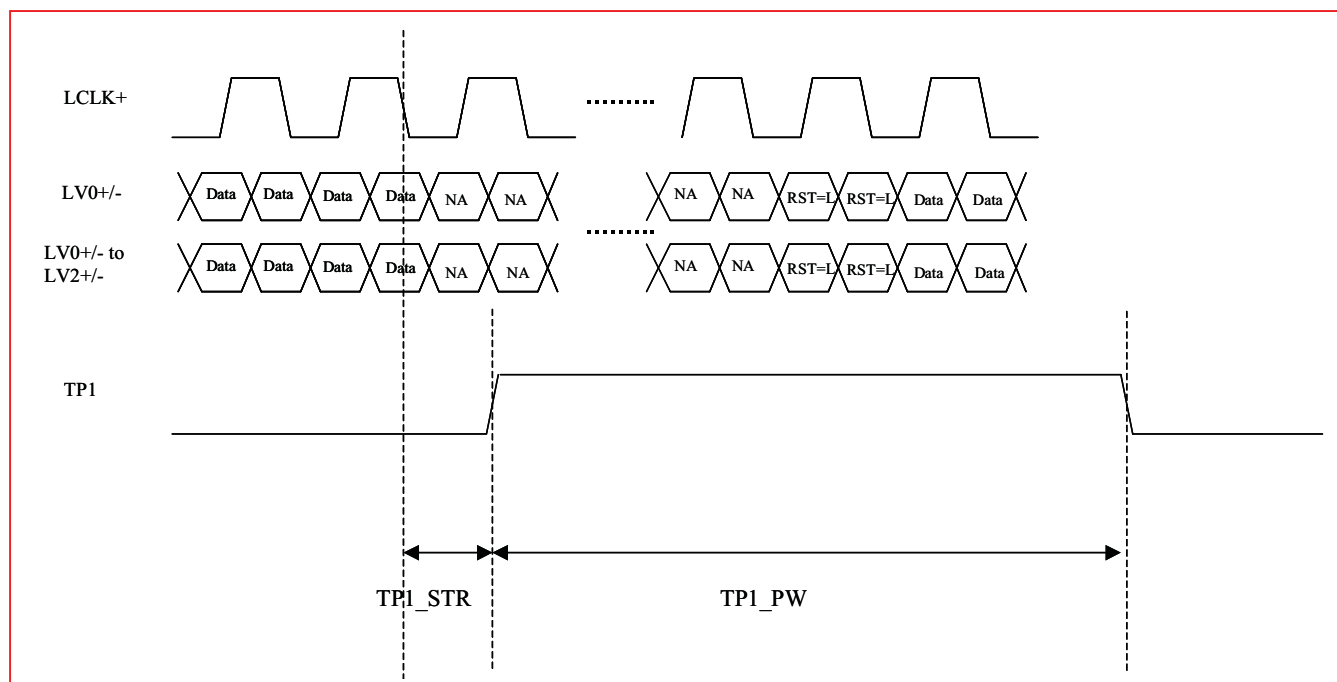 LCLK+
LV0+/-
Data Data Data Data NA NA NA NA RST=L RST=L Data Data
LV0+/- to
LV2+/-
Data Data Data Data NA NA NA NA RST=L RST=L Data Data
TP1
TP1_STR TP1_PW